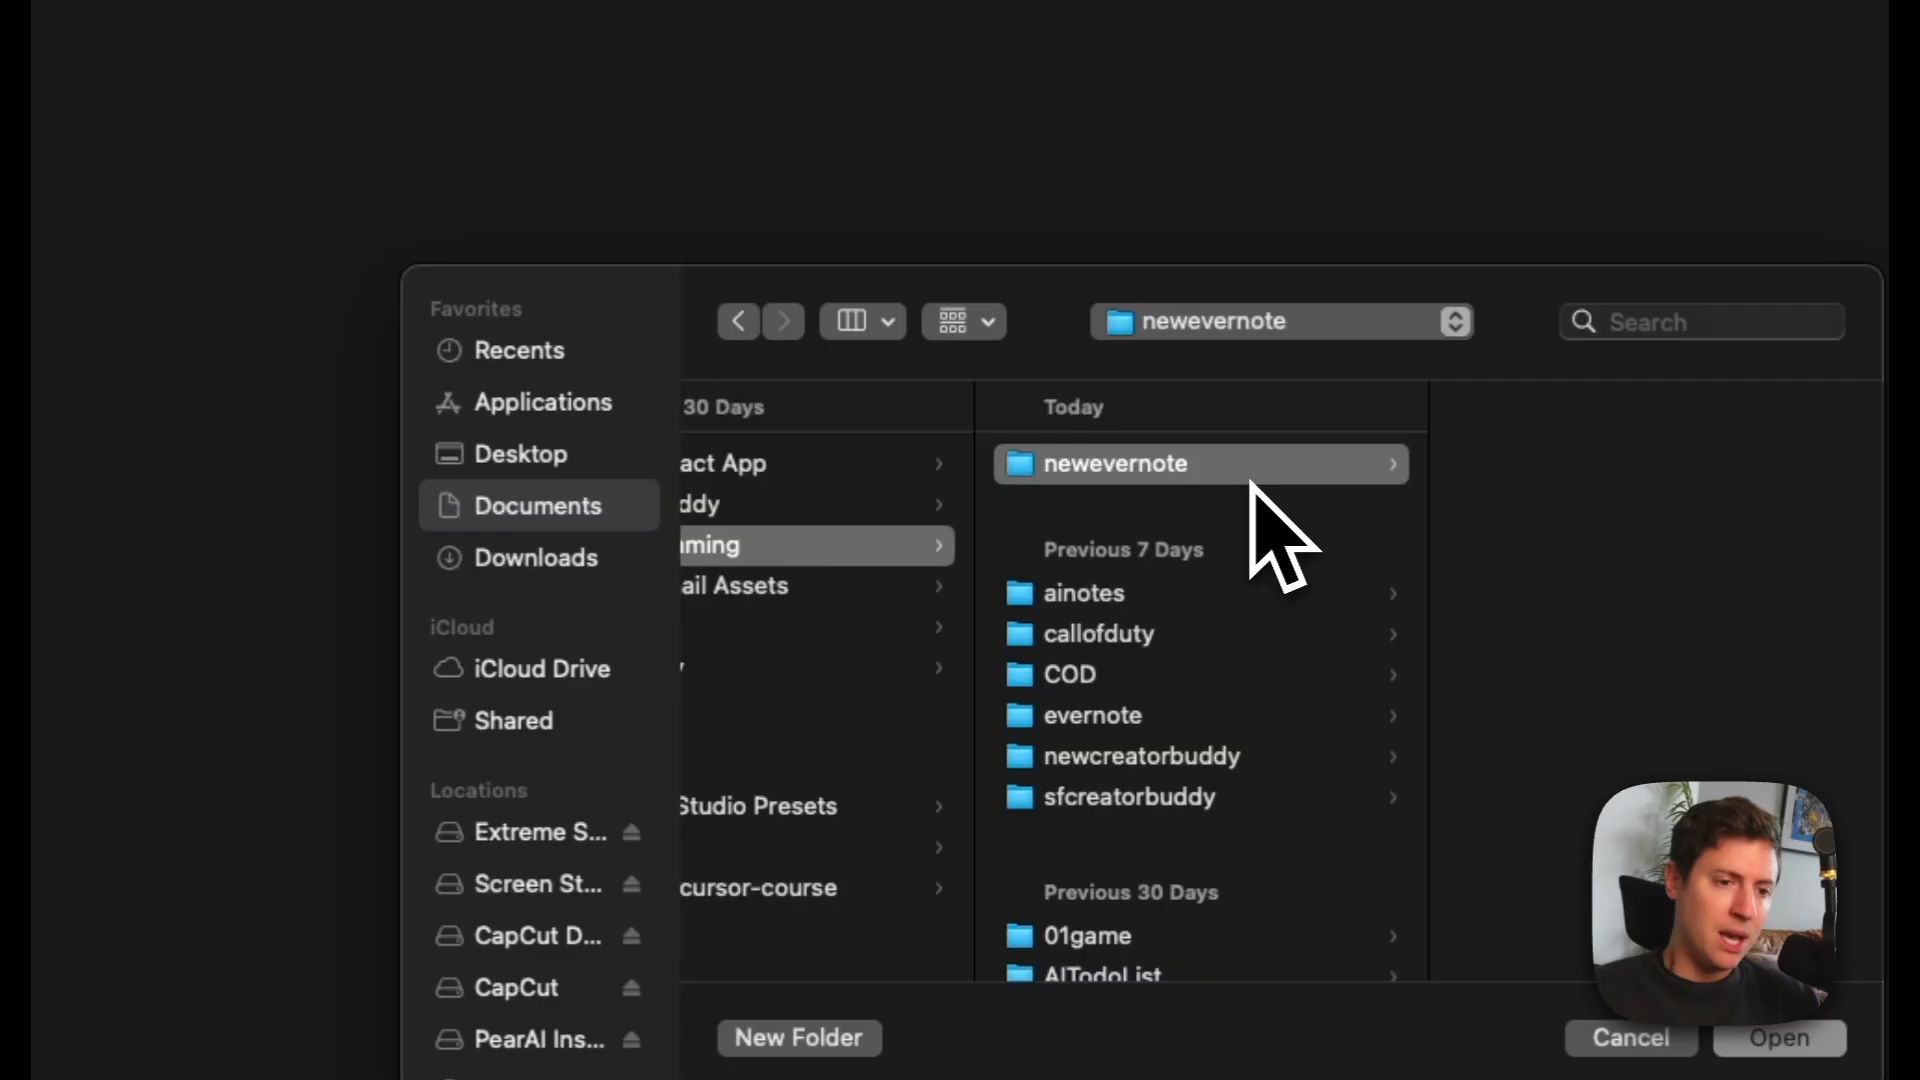 Favorites
Recents
Applications
Desktop
Documents
Downloads
iCloud
iCloud Drive
Shared
Locations
Extreme S...
Screen St...
CapCut D...
CapCut
PearAI Ins...
newevernote
Search
30 Days
act App
ddy
ming
ail Assets
Studio Presets
cursor-course
Today
newevernote
Previous 7 Days
ainotes
callofduty
COD
evernote
newcreatorbuddy
sfcreatorbuddy
Previous 30 Days
01game
AITodoList
New Folder
Cancel
Open